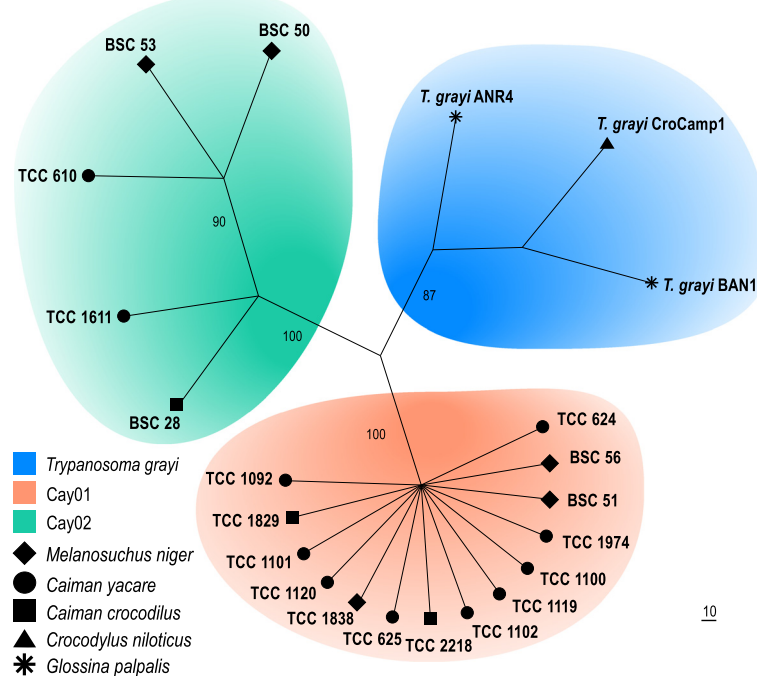 BSC 53
BSC 50
TCC 610
90
TCC 1611
100
BSC 28
T. grayi ANR4
T. grayi CroCamp1
T. grayi BAN1
87
100
TCC 624
BSC 56
BSC 51
TCC 1974
TCC 1100
TCC 1119
TCC 1102
TCC 2218
TCC 625
TCC 1838
TCC 1120
TCC 1101
TCC 1829
TCC 1092
Trypanosoma grayi
Cay01
Cay02
Melanosuchus niger
Caiman yacare
Caiman crocodilus
Crocodylus niloticus
Glossina palpalis
10